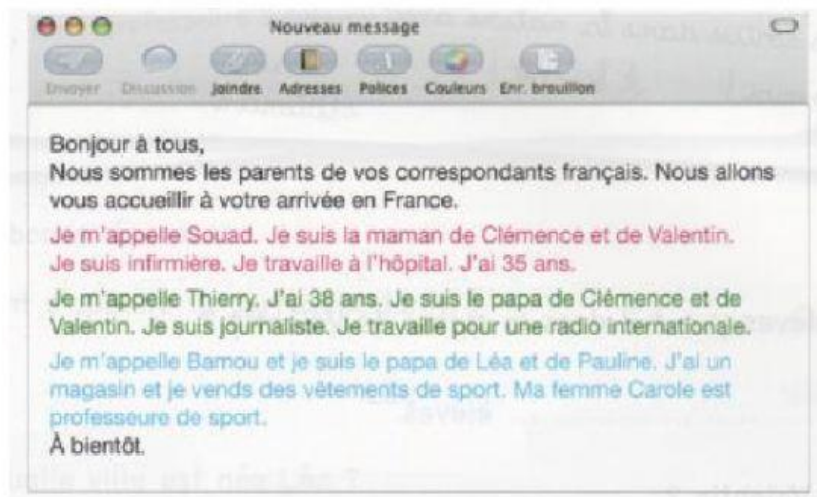 Nouveau message
Envoyer Discussion Joindre Adresses Polices Couleurs Enr. brouillon
Bonjour à tous,
Nous sommes les parents de vos correspondants français. Nous allons
vous accueillir à votre arrivée en France.
Je m'appelle Souad. Je suis la maman de Clémence et de Valentin.
Je suis infirmière. Je travaille à l'hôpital. J'ai 35 ans.
Je m'appelle Thierry. J'ai 38 ans. Je suis le papa de Clémence et de
Valentin. Je suis journaliste. Je travaille pour une radio internationale.
Je m'appelle Bamou et je suis le papa de Léa et de Pauline. J'ai un
magasin et je vends des vêtements de sport. Ma femme Carole est
professeure de sport.
À bientôt.